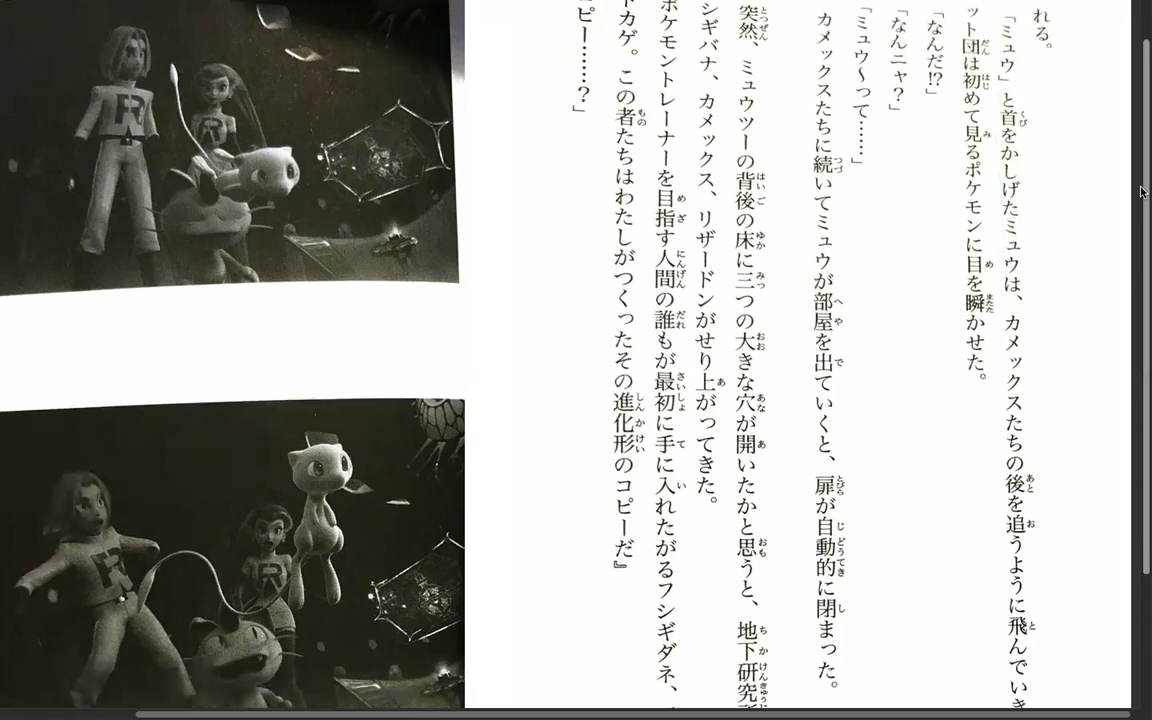 れる。
「ミュウ」と首をかしげたミュウは、カメックスたちの後を追うように飛んでいき
ット団は初めて見るポケモンに目を瞬かせた。
「なんだ!?」
「なんニャ?」
「ミュウ〜って……」
カメックスたちに続いてミュウが部屋を出ていくと、扉が自動的に閉まった。
突然、ミュウツーの背後の床に三つの大きな穴が開いたかと思うと、地下研究
シギバナ、カメックス、リザードンがせり上がってきた。
ポケモントレーナーを目指す人間の誰もが最初に手に入れたがるフシギダネ、
トカゲ。この者たちはわたしがつくったその進化形のコピーだ』
ピー………?」
R
R
R
R